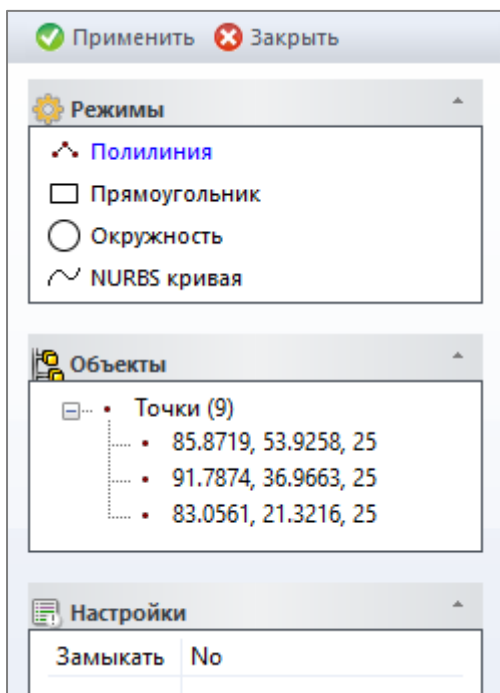 Применить Закрыть
Режимы
Полилиния
Прямоугольник
Окружность
NURBS кривая
Объекты
Точки (9)
85.8719, 53.9258, 25
91.7874, 36.9663, 25
83.0561, 21.3216, 25
Настройки
Замыкать No